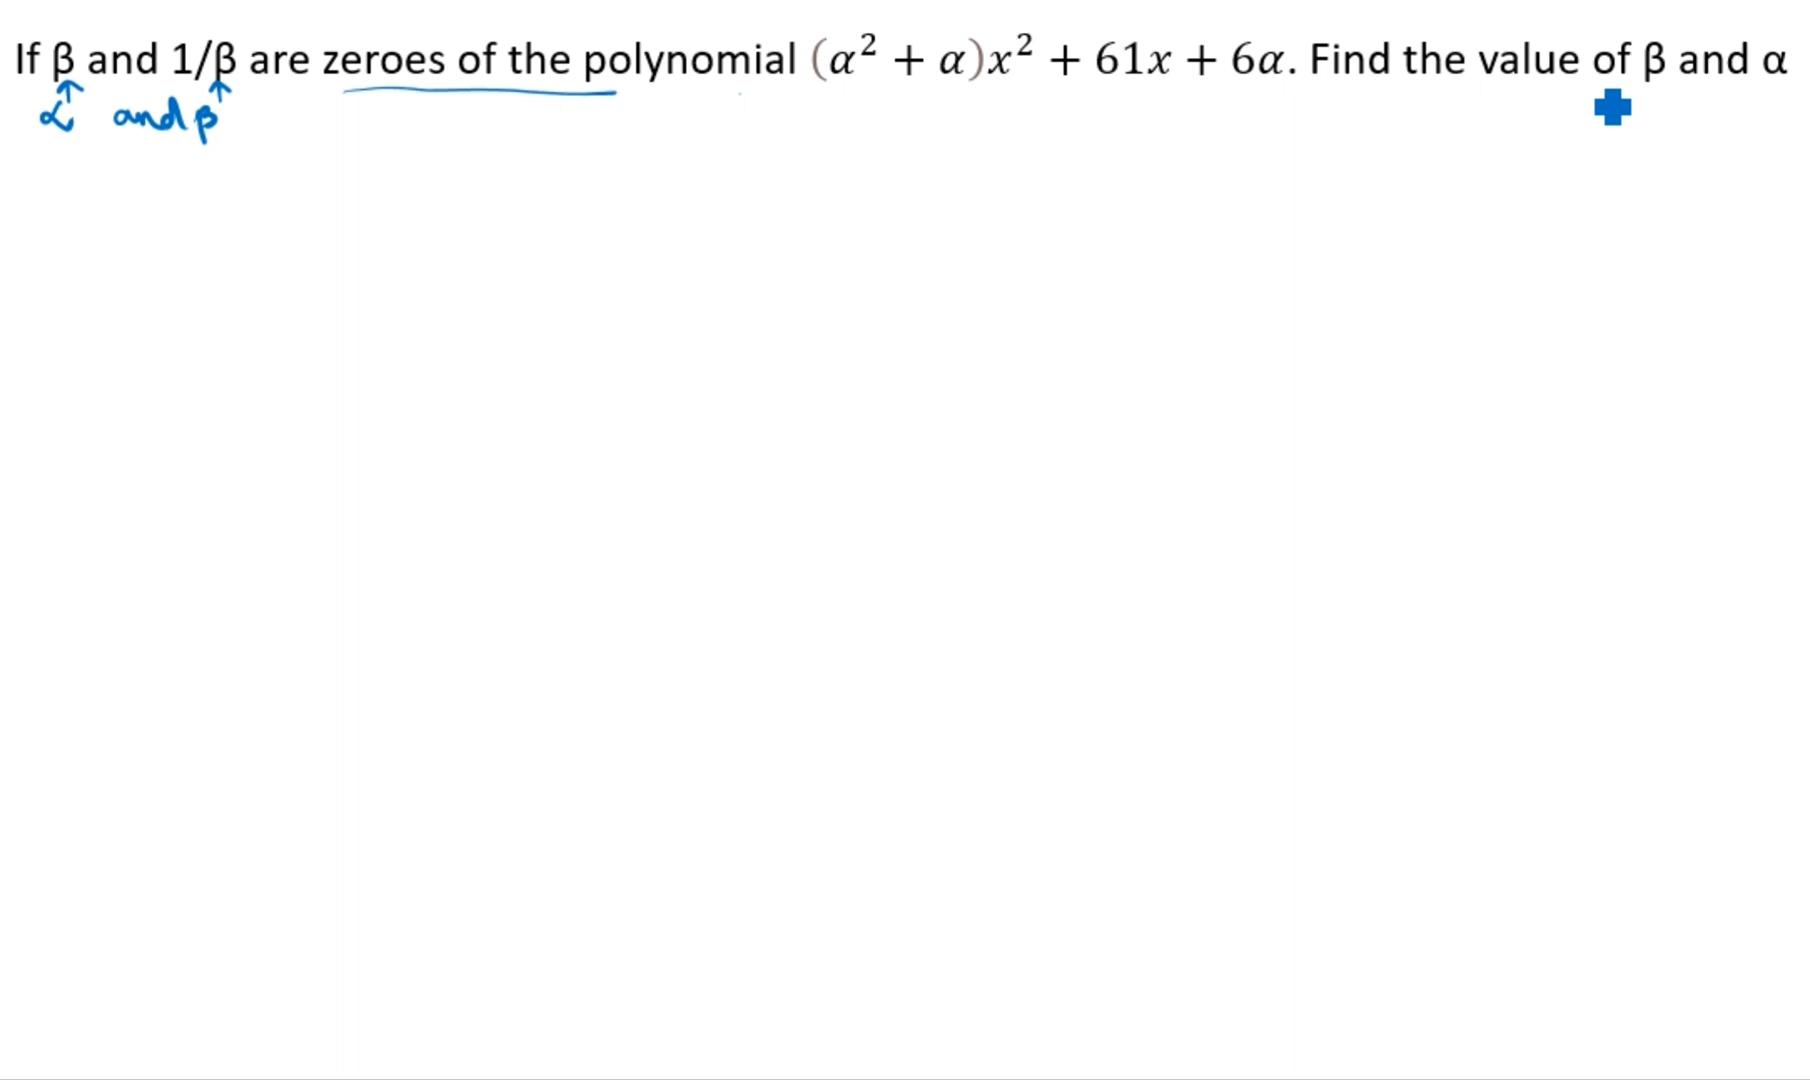 If β and 1/β are zeroes of the polynomial (α² + α)x² + 61x + 6α. Find the value of β and α
α and β